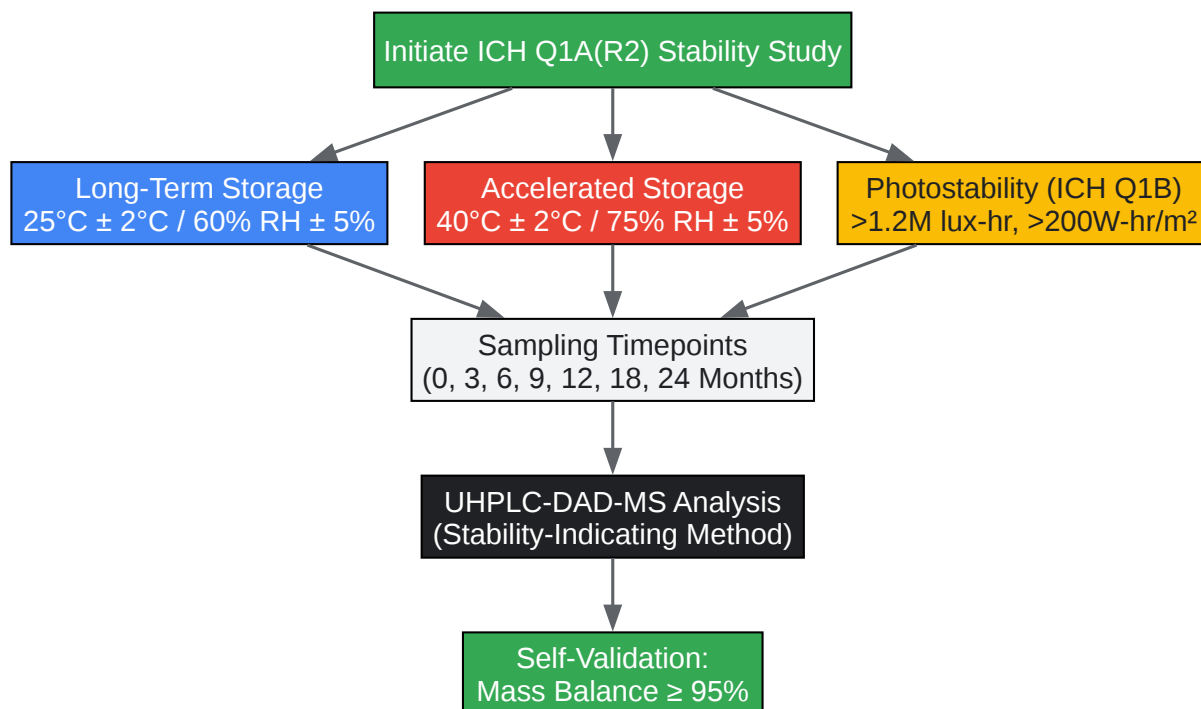 Initiate ICH Q1A(R2) Stability Study
Long-Term Storage
25°C ± 2°C / 60% RH ± 5%
Accelerated Storage
40°C ± 2°C / 75% RH ± 5%
Photostability (ICH Q1B)
>1.2M lux-hr, >200W-hr/m²
Sampling Timepoints
(0, 3, 6, 9, 12, 18, 24 Months)
UHPLC-DAD-MS Analysis
(Stability-Indicating Method)
Self-Validation:
Mass Balance ≥ 95%